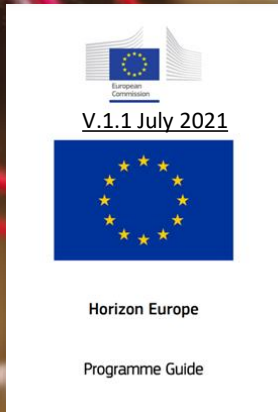 European
Commission
V.1.1 July 2021
Horizon Europe
Programme Guide